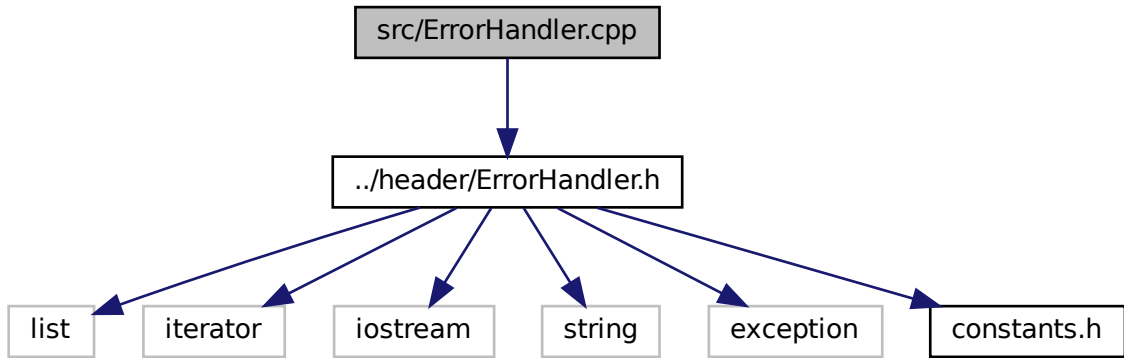 src/ErrorHandler.cpp
../header/ErrorHandler.h
list
iterator
iostream
string
exception
constants.h